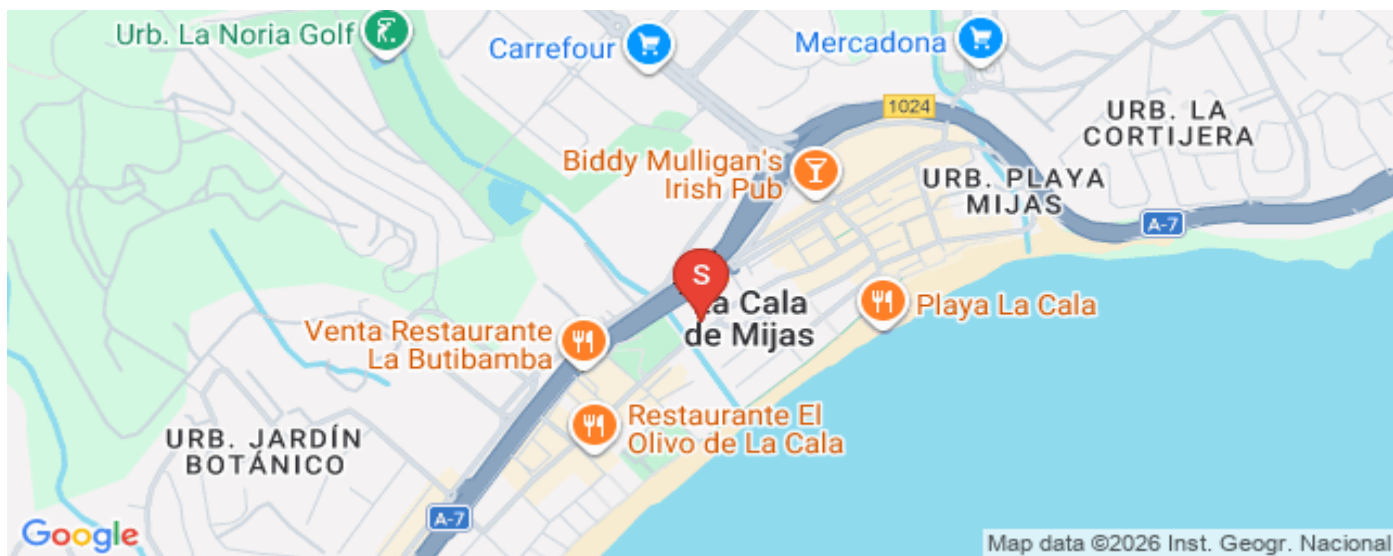 Urb. La Noria Golf
Carrefour
Mercadona
1024
URB. LA
CORTIJERA
Biddy Mulligan's
Irish Pub
URB. PLAYA
MIJAS
A-7
S
La Cala
de Mijas
Playa La Cala
Venta Restaurante
La Butibamba
Restaurante El
Olivo de La Cala
URB. JARDÍN
BOTÁNICO
A-7
Google
Map data ©2026 Inst. Geogr. Nacional